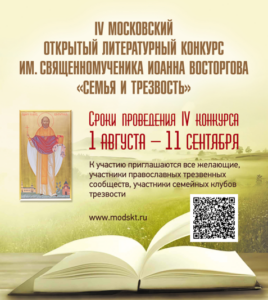 IV МОСКОВСКИЙ
ОТКРЫТЫЙ ЛИТЕРАТУРНЫЙ КОНКУРС
ИМ. СВЯЩЕННОМУЧЕНИКА ИОАННА ВОСТОРГОВА
«СЕМЬЯ И ТРЕЗВОСТЬ»
СРОКИ ПРОВЕДЕНИЯ IV КОНКУРСА
1 АВГУСТА – 11 СЕНТЯБРЯ
К участию приглашаются все желающие,
участники православных трезвенных
сообществ, участники семейных клубов
трезвости
www.modskt.ru